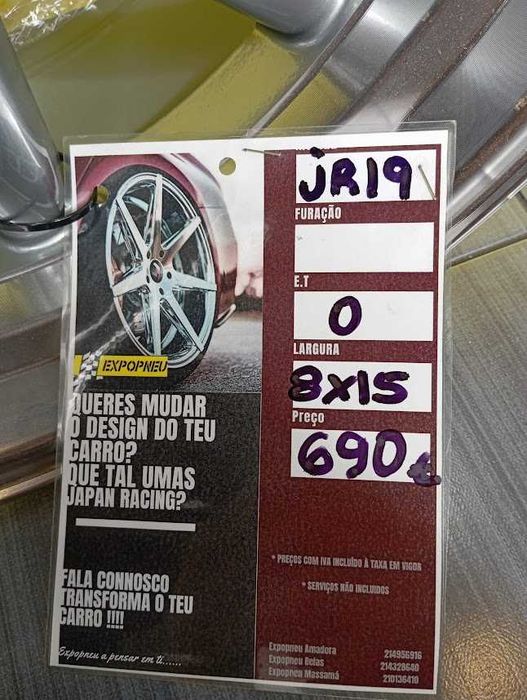 JR19
FURAÇÃO
E.T
0
LARGURA
8X15
Preço
690€
EXPOPNEU
QUERES MUDAR
O DESIGN DO TEU
CARRO?
QUE TAL UMAS
JAPAN RACING?
FALA CONNOSCO
TRANSFORMA O TEU
CARRO !!!!
Expopneu a pensar em ti......
* PREÇOS COM IVA INCLUÍDO À TAXA EM VIGOR
* SERVIÇOS NÃO INCLUIDOS
Expopneu Amadora 214956916
Expopneu Belas 214328640
Expopneu Massamá 210136410